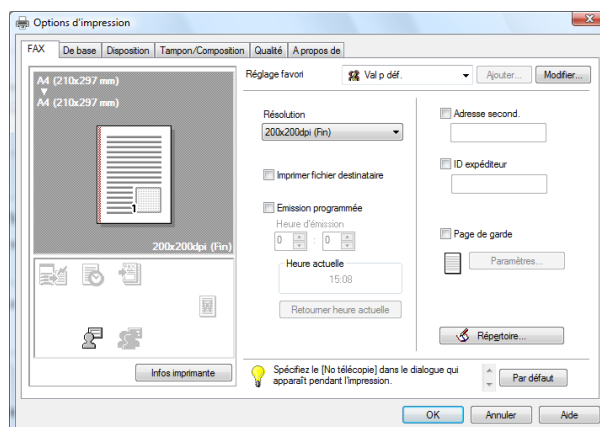 Options d'impression
FAX De base Disposition Tampon/Composition Qualité A propos de
A4 (210x297 mm)
A4 (210x297 mm)
1
200x200dpi (Fin)
Infos imprimante
Réglage favori Val p déf. Ajouter... Modifier...
Résolution
200x200dpi (Fin)
Imprimer fichier destinataire
Emission programmée
Heure d'émission
0 : 0
Heure actuelle
15:08
Retourner heure actuelle
Adresse second.
ID expéditeur
Page de garde
Paramètres...
Répertoire...
Spécifiez le [No télécopie] dans le dialogue qui
apparaît pendant l'impression.
Par défaut
OK Annuler Aide